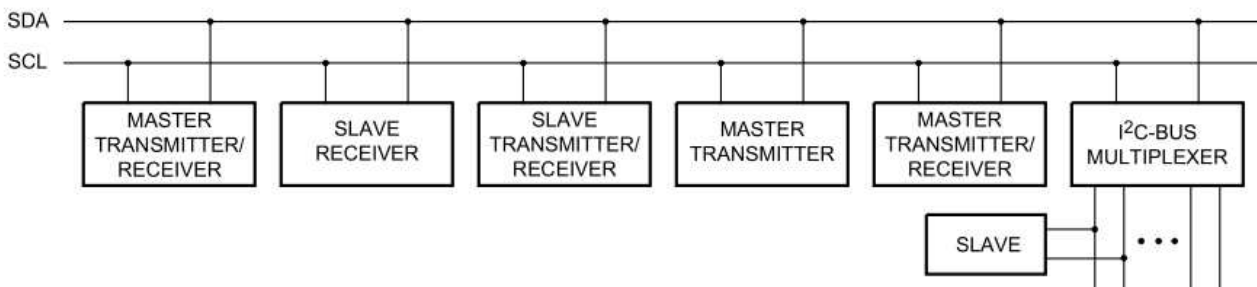 SDA
SCL
MASTER
TRANSMITTER/
RECEIVER
SLAVE
RECEIVER
SLAVE
TRANSMITTER/
RECEIVER
MASTER
TRANSMITTER
MASTER
TRANSMITTER/
RECEIVER
I²C-BUS
MULTIPLEXER
SLAVE